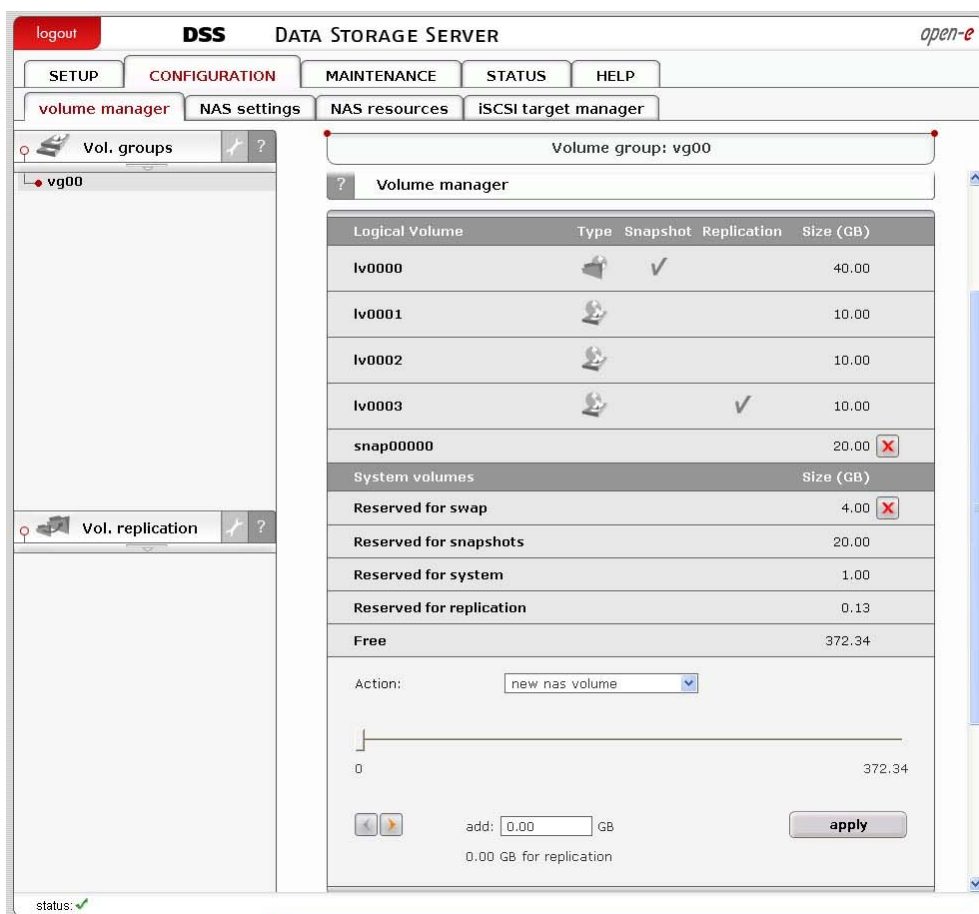 logout DSS DATA STORAGE SERVER open-e
SETUP CONFIGURATION MAINTENANCE STATUS HELP
volume manager NAS settings NAS resources iSCSI target manager
Vol. groups ?
vg00
Vol. replication ?
Volume group: vg00
? Volume manager
Logical Volume Type Snapshot Replication Size (GB)
lv0000 40.00
lv0001 10.00
lv0002 10.00
lv0003 10.00
snap00000 20.00
System volumes Size (GB)
Reserved for swap 4.00
Reserved for snapshots 20.00
Reserved for system 1.00
Reserved for replication 0.13
Free 372.34
Action: new nas volume
0 372.34
add: 0.00 GB apply
0.00 GB for replication
status: